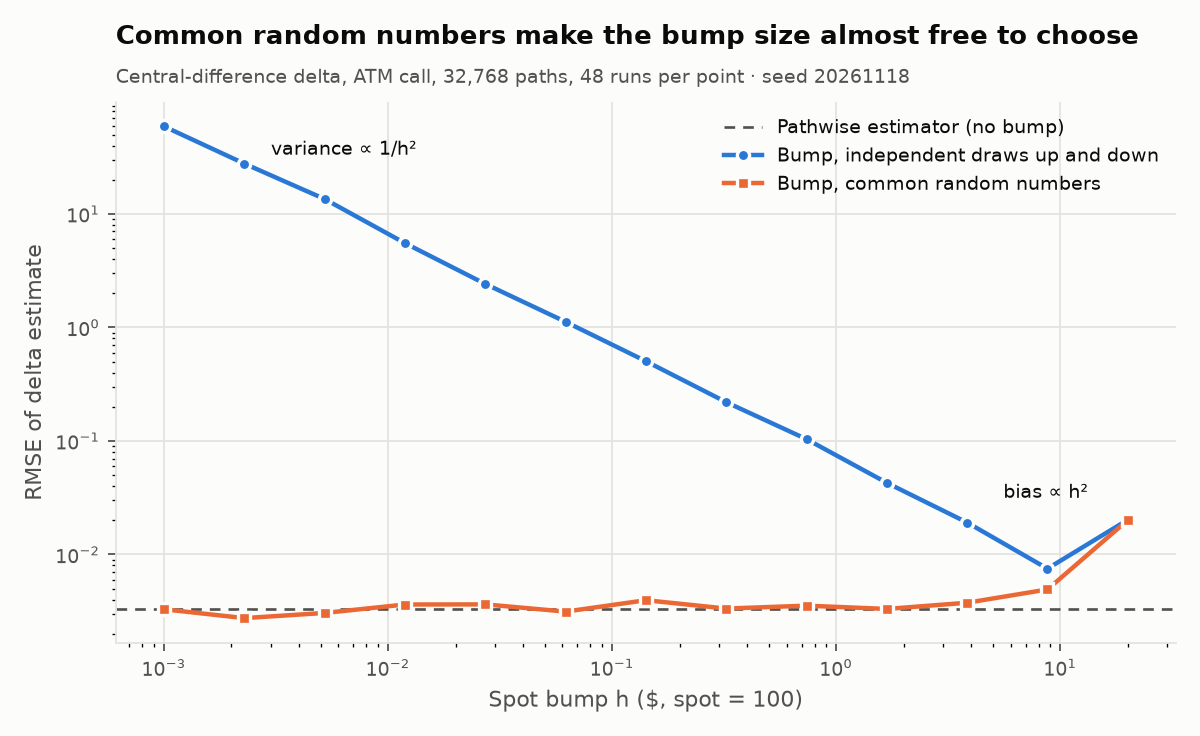 Common random numbers make the bump size almost free to choose
Central-difference delta, ATM call, 32,768 paths, 48 runs per point · seed 20261118
Pathwise estimator (no bump)
Bump, independent draws up and down
Bump, common random numbers
variance ∝ 1/h²
bias ∝ h²
RMSE of delta estimate
10¹
10⁰
10⁻¹
10⁻²
10⁻³
10⁻²
10⁻¹
10⁰
10¹
Spot bump h ($, spot = 100)